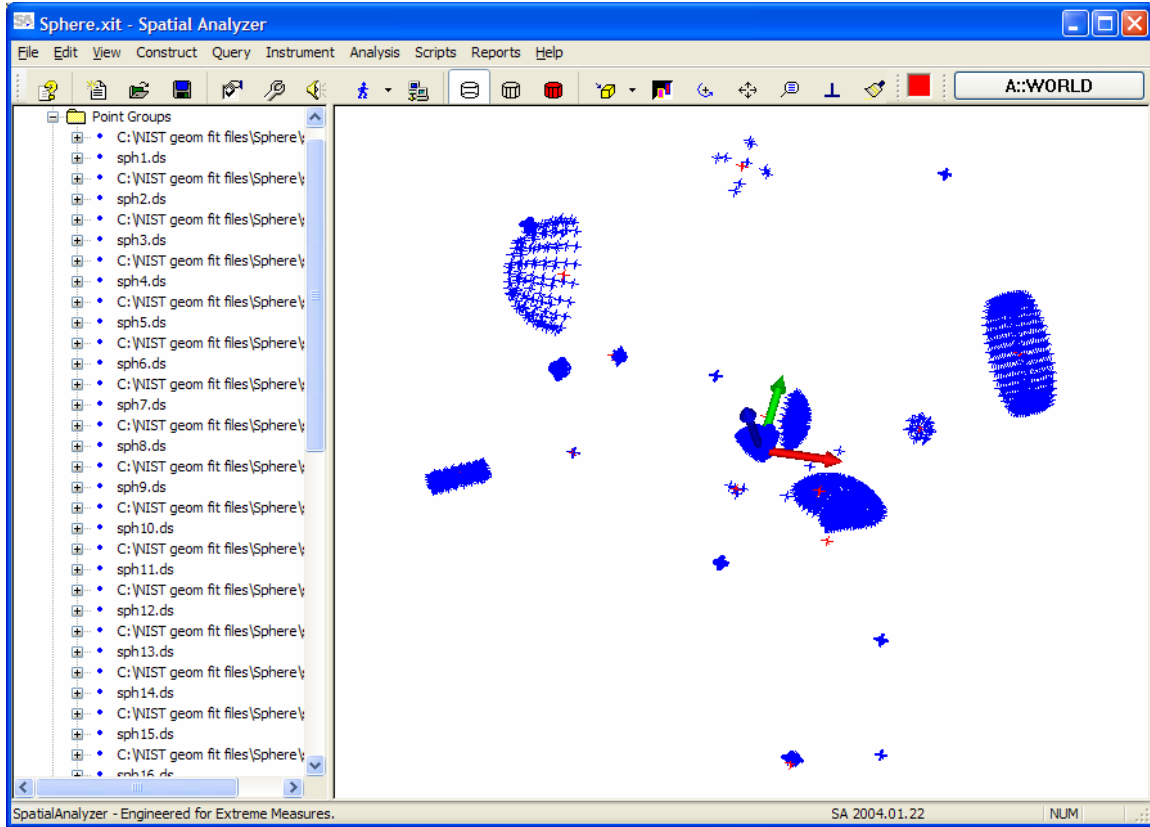 Sphere.xit - Spatial Analyzer
File Edit View Construct Query Instrument Analysis Scripts Reports Help
A::WORLD
Point Groups
C:\NIST geom fit files\Sphere\
sph1.ds
C:\NIST geom fit files\Sphere\
sph2.ds
C:\NIST geom fit files\Sphere\
sph3.ds
C:\NIST geom fit files\Sphere\
sph4.ds
C:\NIST geom fit files\Sphere\
sph5.ds
C:\NIST geom fit files\Sphere\
sph6.ds
C:\NIST geom fit files\Sphere\
sph7.ds
C:\NIST geom fit files\Sphere\
sph8.ds
C:\NIST geom fit files\Sphere\
sph9.ds
C:\NIST geom fit files\Sphere\
sph10.ds
C:\NIST geom fit files\Sphere\
sph11.ds
C:\NIST geom fit files\Sphere\
sph12.ds
C:\NIST geom fit files\Sphere\
sph13.ds
C:\NIST geom fit files\Sphere\
sph14.ds
C:\NIST geom fit files\Sphere\
sph15.ds
C:\NIST geom fit files\Sphere\
sph16.ds
SpatialAnalyzer - Engineered for Extreme Measures. SA 2004.01.22 NUM